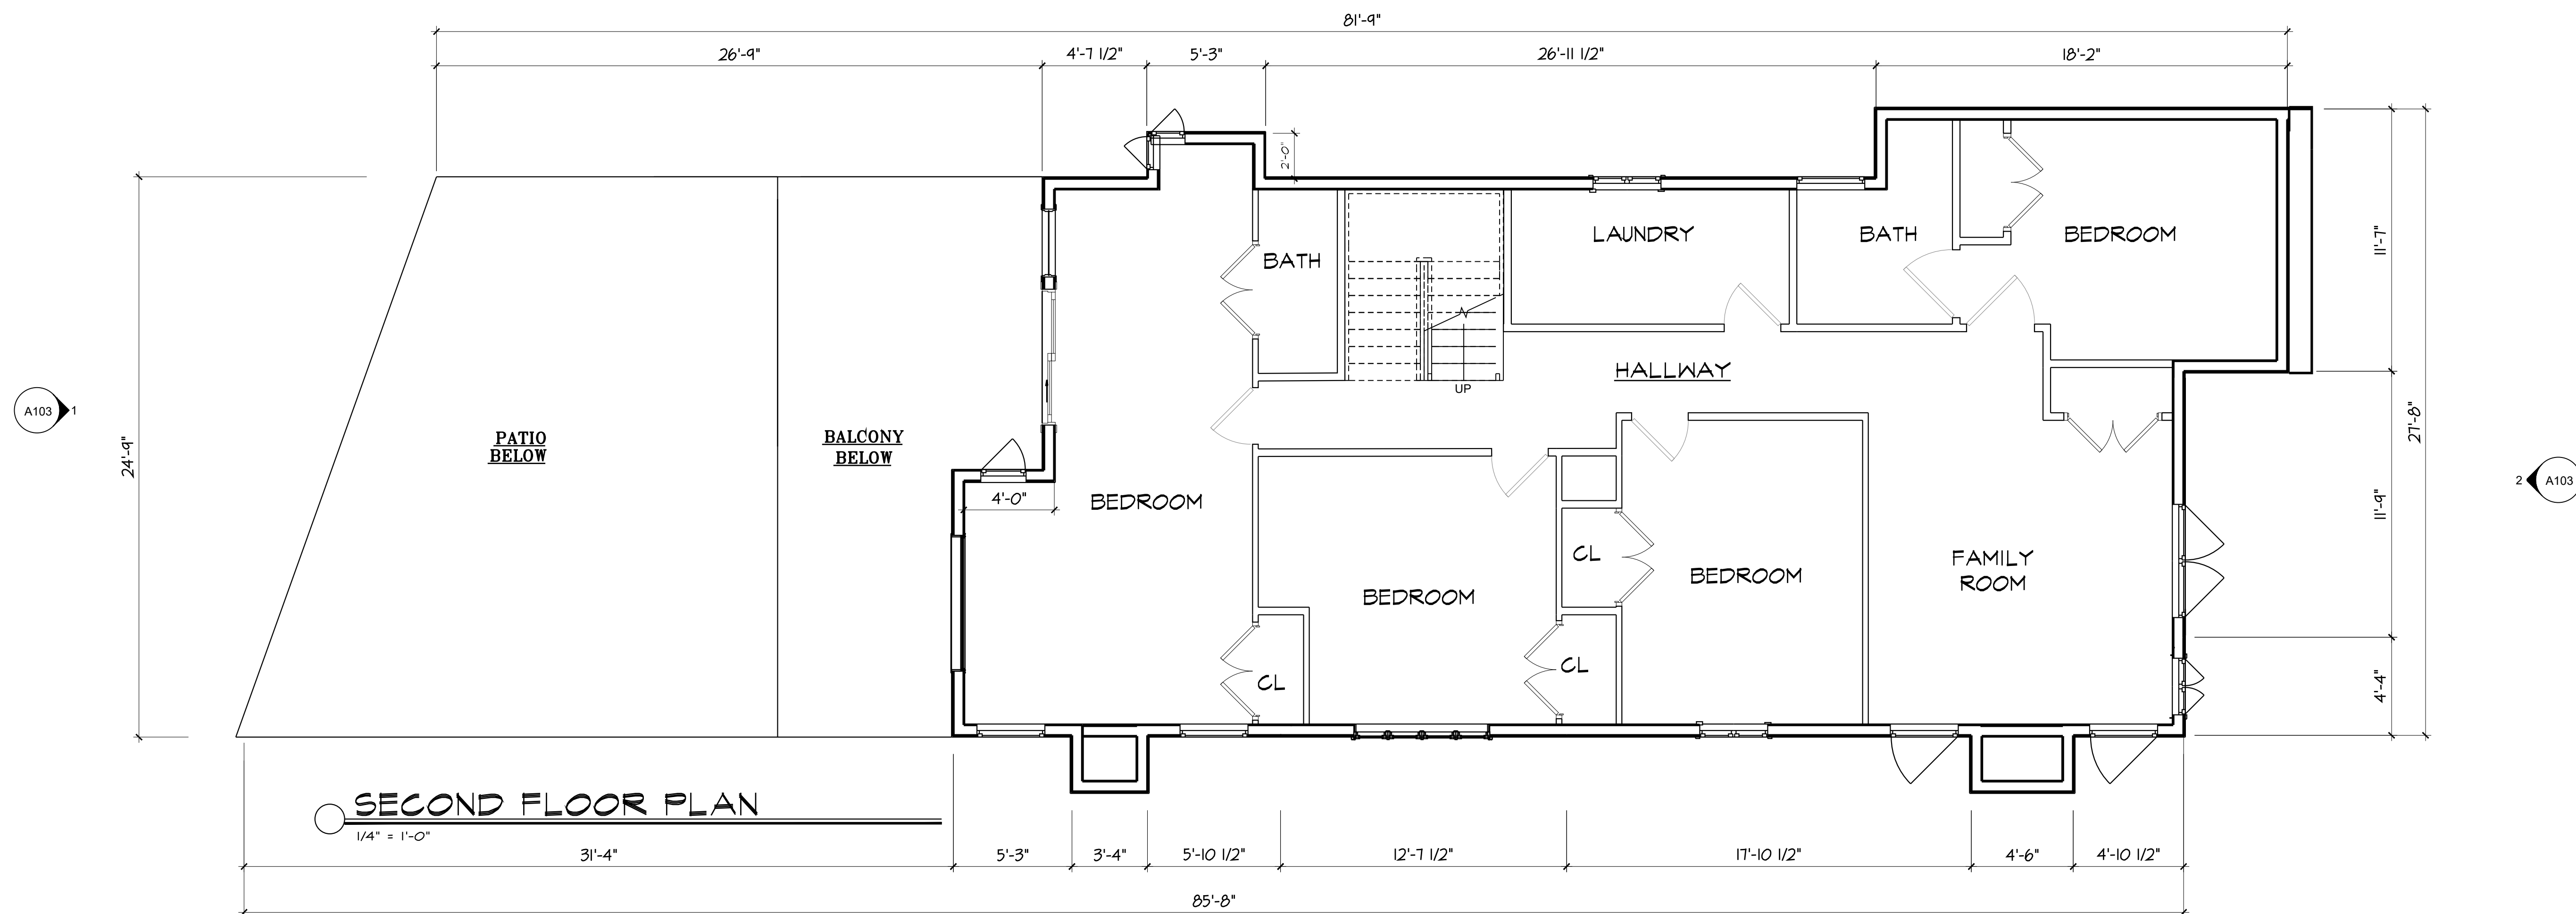 81'-9"
26'-9"
4'-7 1/2"
5'-3"
26'-11 1/2"
18'-2"
2'-0"
LAUNDRY
BATH
BEDROOM
BATH
11'-7"
HALLWAY
UP
A103
1
24'-9"
PATIO
BELOW
BALCONY
BELOW
27'-8"
4'-0"
BEDROOM
2
A103
11'-9"
CL
FAMILY
ROOM
BEDROOM
BEDROOM
CL
CL
4'-4"
SECOND FLOOR PLAN
1/4" = 1'-0"
31'-4"
5'-3"
3'-4"
5'-10 1/2"
12'-7 1/2"
17'-10 1/2"
4'-6"
4'-10 1/2"
85'-8"